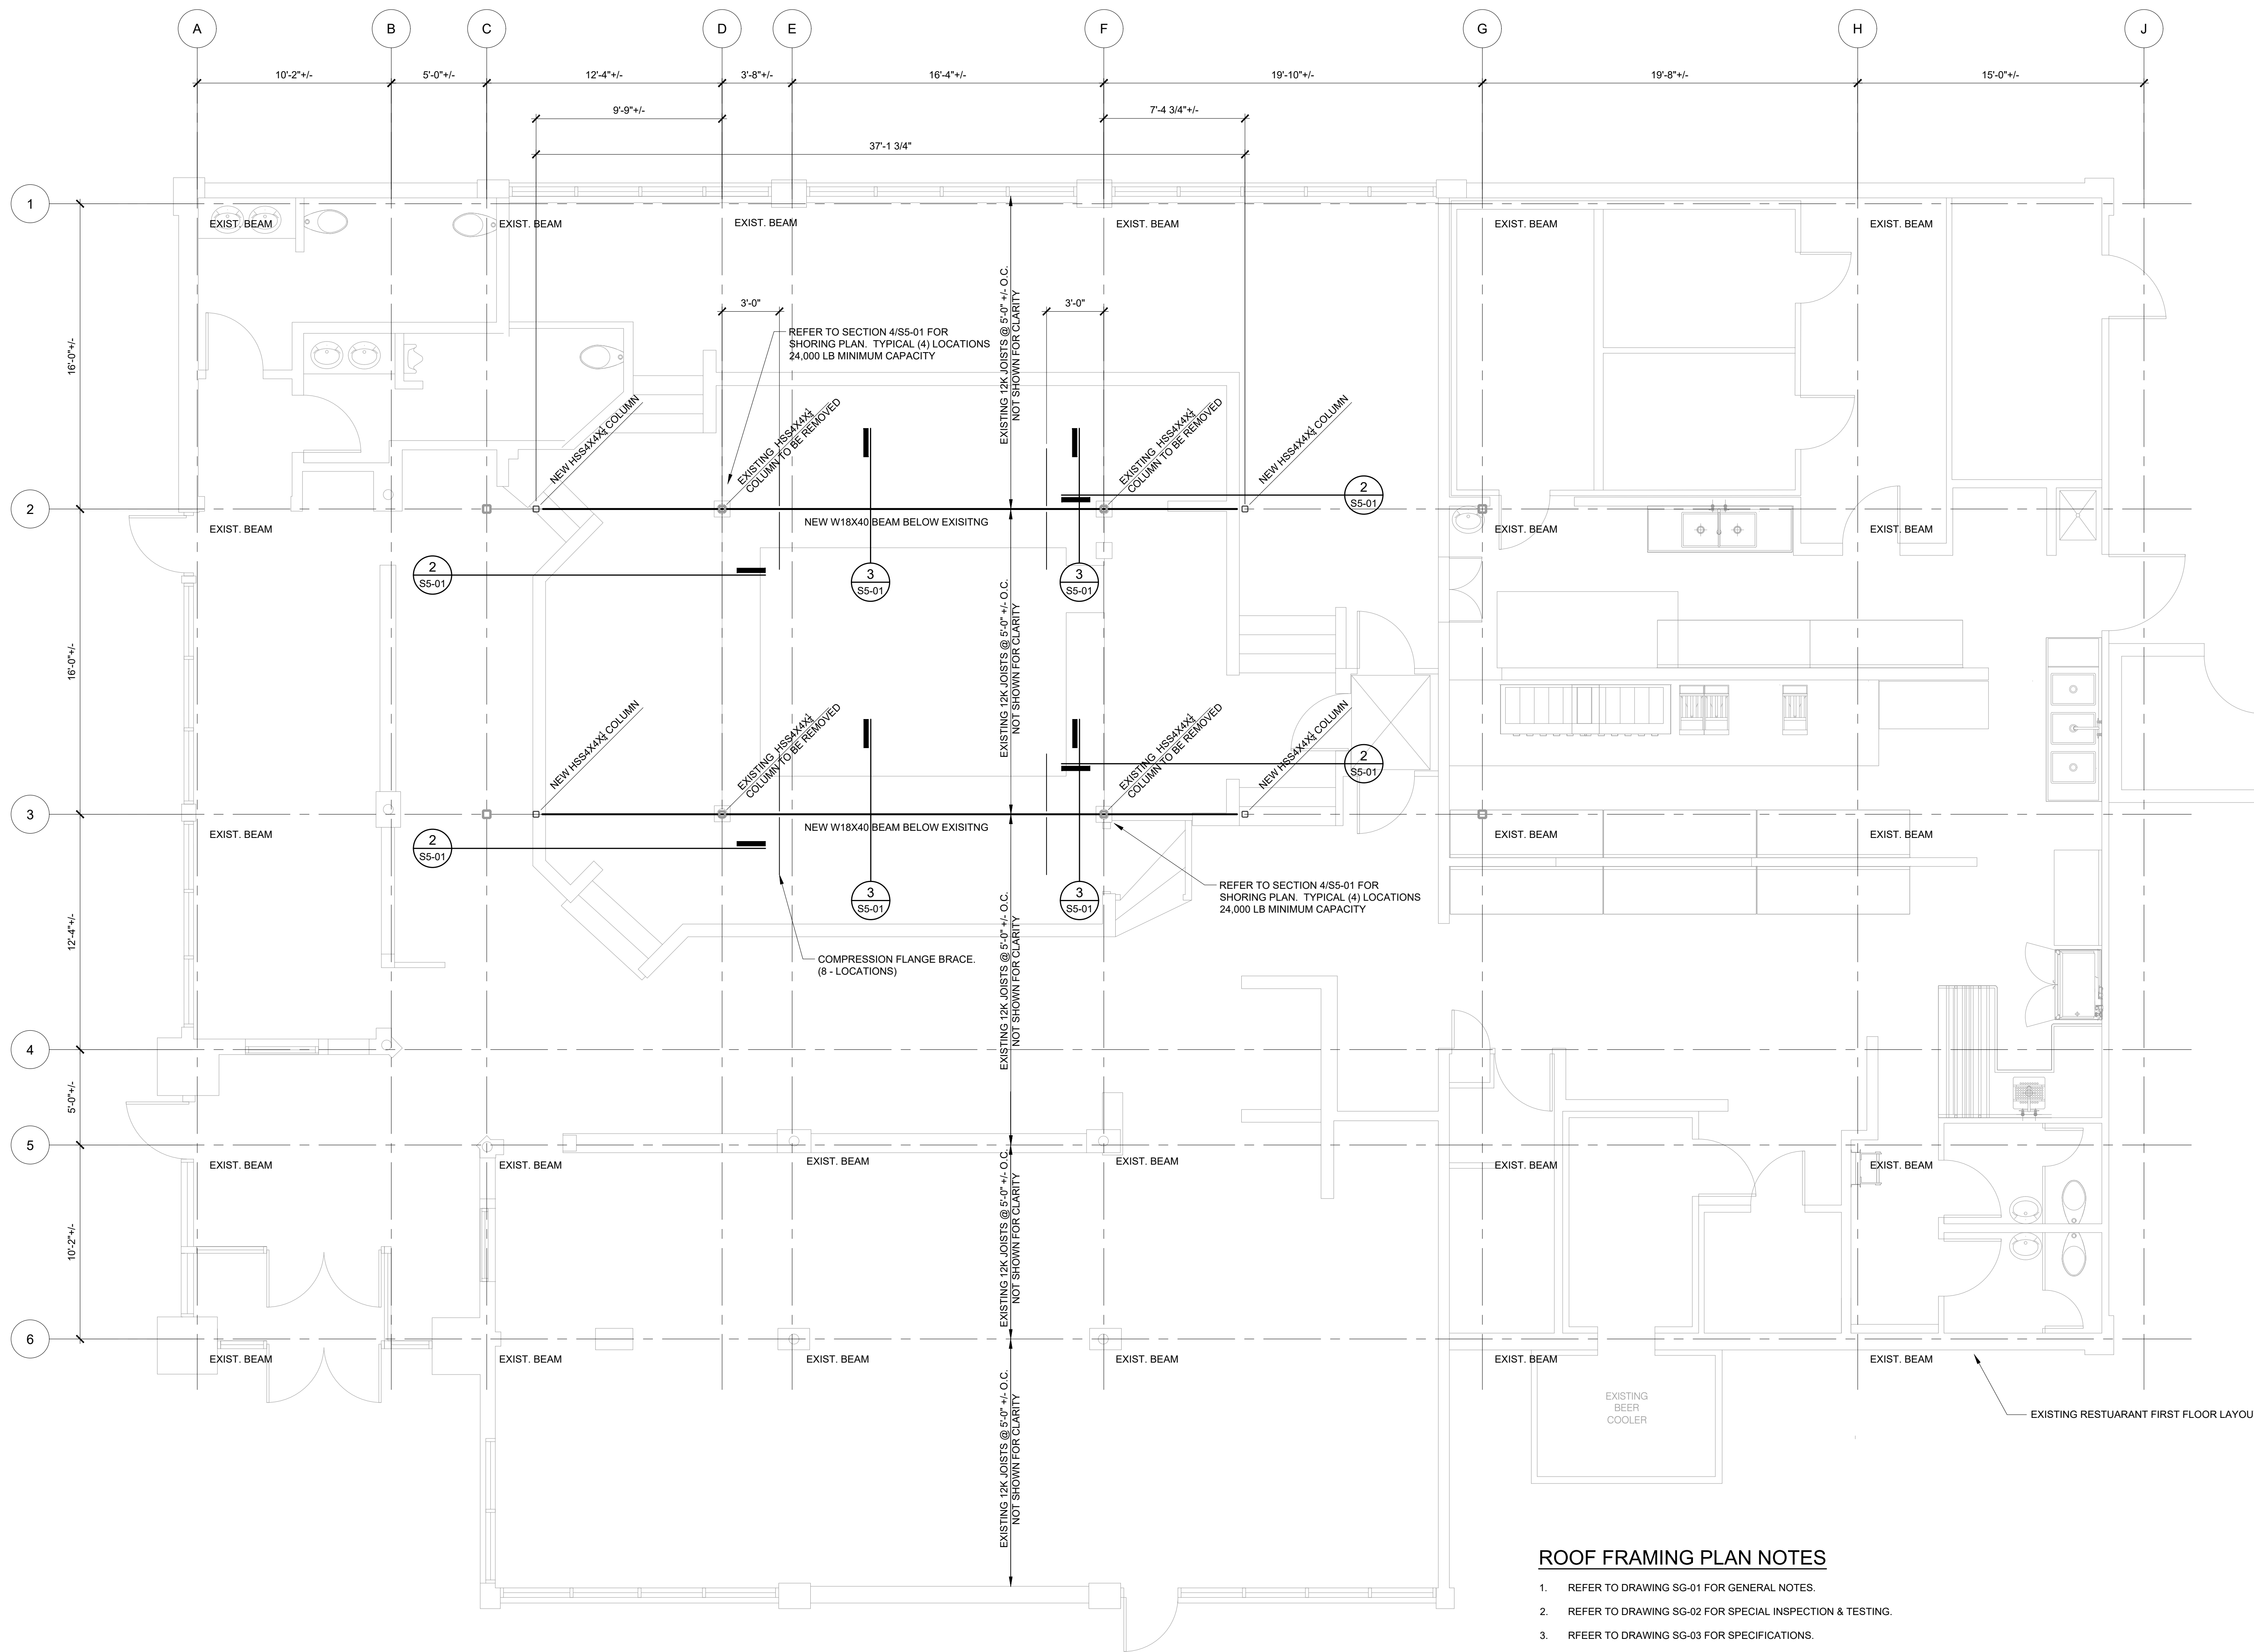 A
B
C
D
E
F
G
H
J
10'-2"+/-
5'-0"+/-
12'-4"+/-
3'-8"+/-
16'-4"+/-
19'-10"+/-
19'-8"+/-
15'-0"+/-
9'-9"+/-
7'-4 3/4"+/-
37'-1 3/4"
1
EXIST. BEAM
EXIST. BEAM
EXIST. BEAM
EXIST. BEAM
EXIST. BEAM
EXIST. BEAM
16'-0"+/-
EXISTING 12K JOISTS @ 5'-0" +/- O.C.
NOT SHOWN FOR CLARITY
3'-0"
3'-0"
REFER TO SECTION 4/S5-01 FOR
SHORING PLAN. TYPICAL (4) LOCATIONS
24,000 LB MINIMUM CAPACITY
NEW HSS4X4X¼ COLUMN
EXISTING HSS4X4X¼
COLUMN TO BE REMOVED
EXISTING HSS4X4X¼
COLUMN TO BE REMOVED
NEW HSS4X4X¼ COLUMN
2
S5-01
2
EXIST. BEAM
NEW W18X40 BEAM BELOW EXISITNG
EXIST. BEAM
EXIST. BEAM
2
S5-01
3
S5-01
3
S5-01
16'-0"+/-
EXISTING 12K JOISTS @ 5'-0" +/- O.C.
NOT SHOWN FOR CLARITY
NEW HSS4X4X¼ COLUMN
EXISTING HSS4X4X¼
COLUMN TO BE REMOVED
EXISTING HSS4X4X¼
COLUMN TO BE REMOVED
NEW HSS4X4X¼ COLUMN
2
S5-01
3
EXIST. BEAM
NEW W18X40 BEAM BELOW EXISITNG
EXIST. BEAM
EXIST. BEAM
2
S5-01
3
S5-01
3
S5-01
REFER TO SECTION 4/S5-01 FOR
SHORING PLAN. TYPICAL (4) LOCATIONS
24,000 LB MINIMUM CAPACITY
12'-4"+/-
EXISTING 12K JOISTS @ 5'-0" +/- O.C.
NOT SHOWN FOR CLARITY
COMPRESSION FLANGE BRACE.
(8 - LOCATIONS)
4
5'-0"+/-
5
EXIST. BEAM
EXIST. BEAM
EXIST. BEAM
EXIST. BEAM
EXIST. BEAM
EXIST. BEAM
10'-2"+/-
EXISTING 12K JOISTS @ 5'-0" +/- O.C.
NOT SHOWN FOR CLARITY
6
EXIST. BEAM
EXIST. BEAM
EXIST. BEAM
EXIST. BEAM
EXIST. BEAM
EXIST. BEAM
EXISTING 12K JOISTS @ 5'-0" +/- O.C.
NOT SHOWN FOR CLARITY
EXISTING
BEER
COOLER
EXISTING RESTUARANT FIRST FLOOR LAYOU
ROOF FRAMING PLAN NOTES
1. REFER TO DRAWING SG-01 FOR GENERAL NOTES.
2. REFER TO DRAWING SG-02 FOR SPECIAL INSPECTION & TESTING.
3. RFEER TO DRAWING SG-03 FOR SPECIFICATIONS.